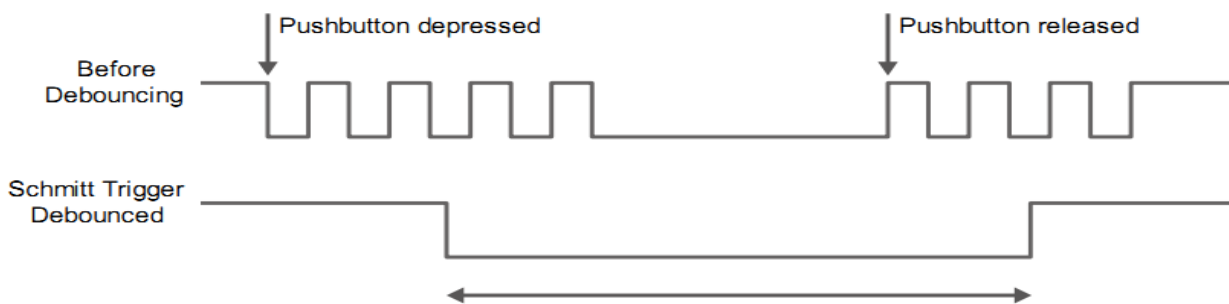 Pushbutton depressed
Pushbutton released
Before
Debouncing
Schmitt Trigger
Debounced